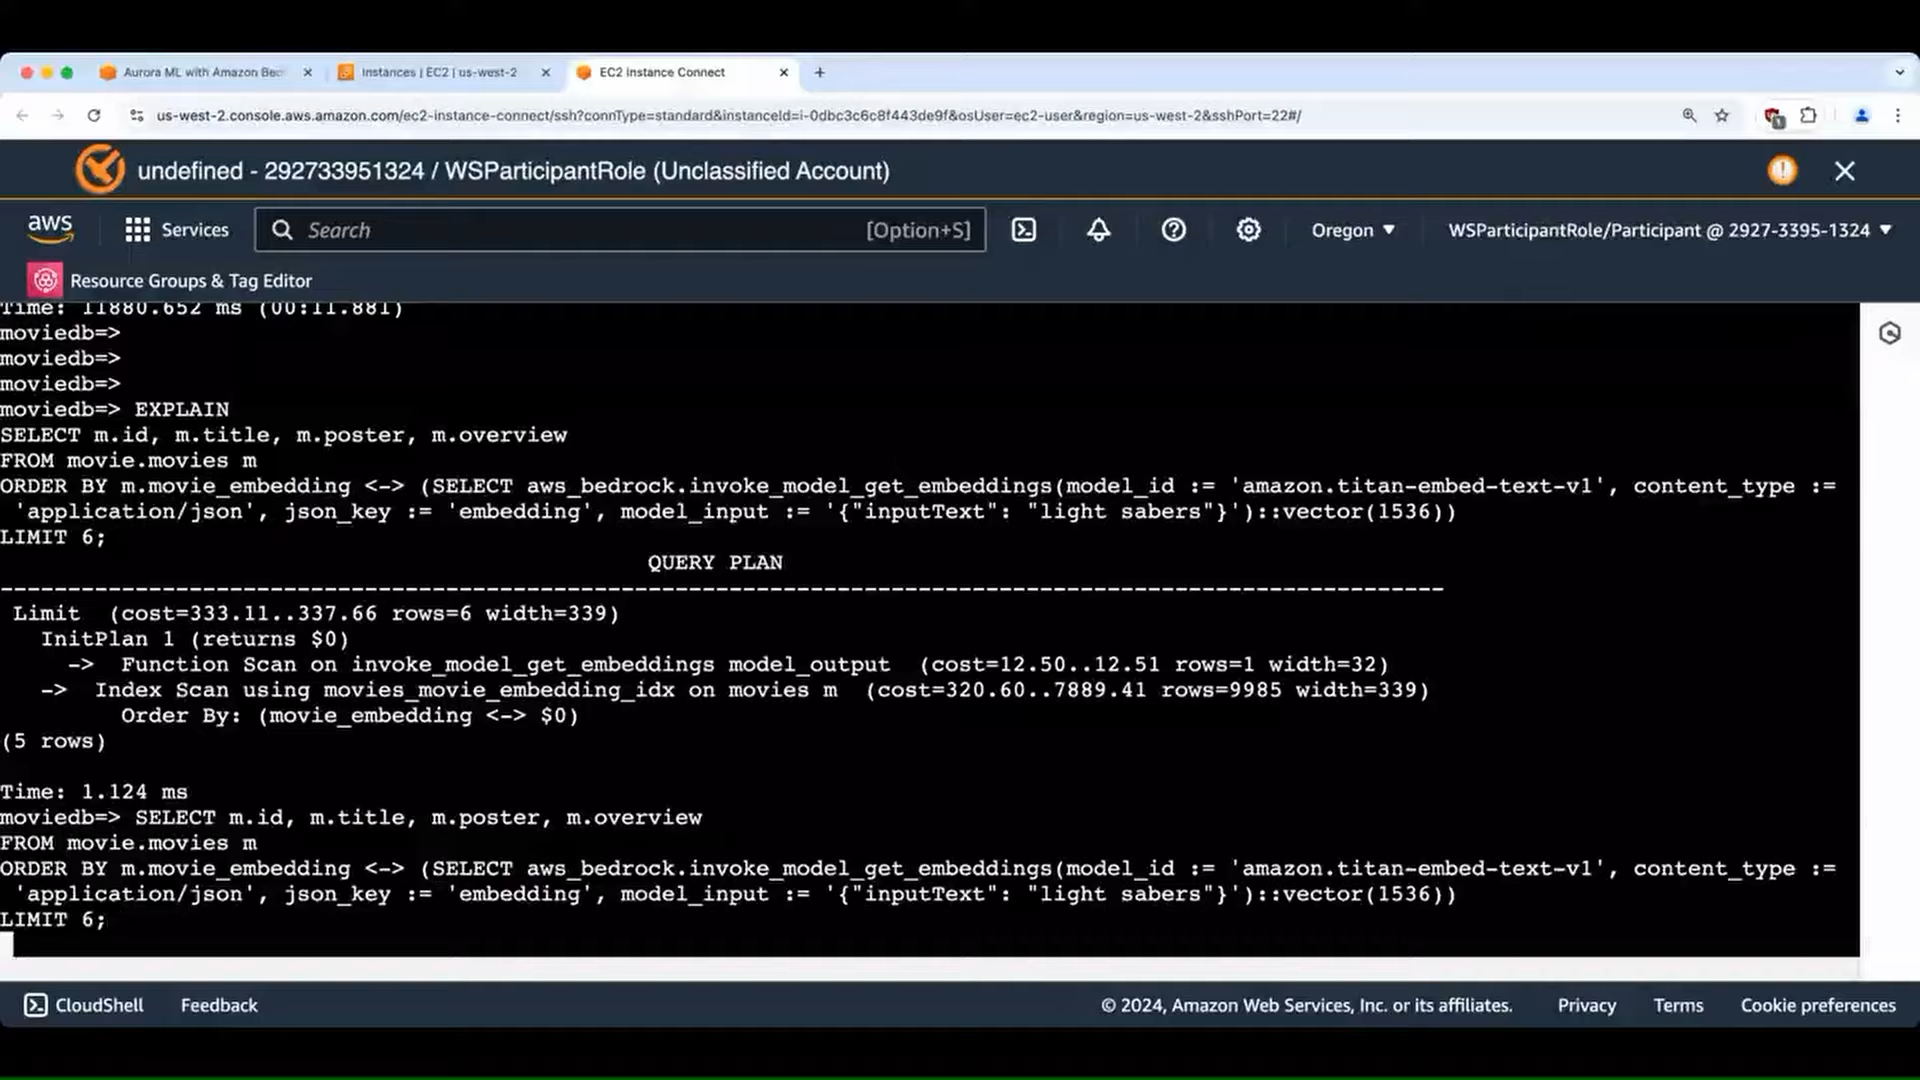 Aurora ML with Amazon Bec
Instances | EC2 | us-west-2
EC2 Instance Connect
us-west-2.console.aws.amazon.com/ec2-instance-connect/ssh?connType=standard&instanceId=i-0dbc3c6c8f443de9f&osUser=ec2-user&region=us-west-2&sshPort=22#/
undefined - 292733951324 / WSParticipantRole (Unclassified Account)
aws
Services
Search
[Option+S]
Oregon
WSParticipantRole/Participant @ 2927-3395-1324
Resource Groups & Tag Editor
Time: 11880.652 ms (00:11.881)
moviedb=>
moviedb=>
moviedb=>
moviedb=> EXPLAIN
SELECT m.id, m.title, m.poster, m.overview
FROM movie.movies m
ORDER BY m.movie_embedding <-> (SELECT aws_bedrock.invoke_model_get_embeddings(model_id := 'amazon.titan-embed-text-v1', content_type :=
'application/json', json_key := 'embedding', model_input := '{"inputText": "light sabers"}')::vector(1536))
LIMIT 6;
QUERY PLAN
-----------------------------------------------------------------------------------------------------------
Limit (cost=333.11..337.66 rows=6 width=339)
InitPlan 1 (returns $0)
-> Function Scan on invoke_model_get_embeddings model_output (cost=12.50..12.51 rows=1 width=32)
-> Index Scan using movies_movie_embedding_idx on movies m (cost=320.60..7889.41 rows=9985 width=339)
Order By: (movie_embedding <-> $0)
(5 rows)
Time: 1.124 ms
moviedb=> SELECT m.id, m.title, m.poster, m.overview
FROM movie.movies m
ORDER BY m.movie_embedding <-> (SELECT aws_bedrock.invoke_model_get_embeddings(model_id := 'amazon.titan-embed-text-v1', content_type :=
'application/json', json_key := 'embedding', model_input := '{"inputText": "light sabers"}')::vector(1536))
LIMIT 6;
CloudShell
Feedback
© 2024, Amazon Web Services, Inc. or its affiliates.
Privacy
Terms
Cookie preferences